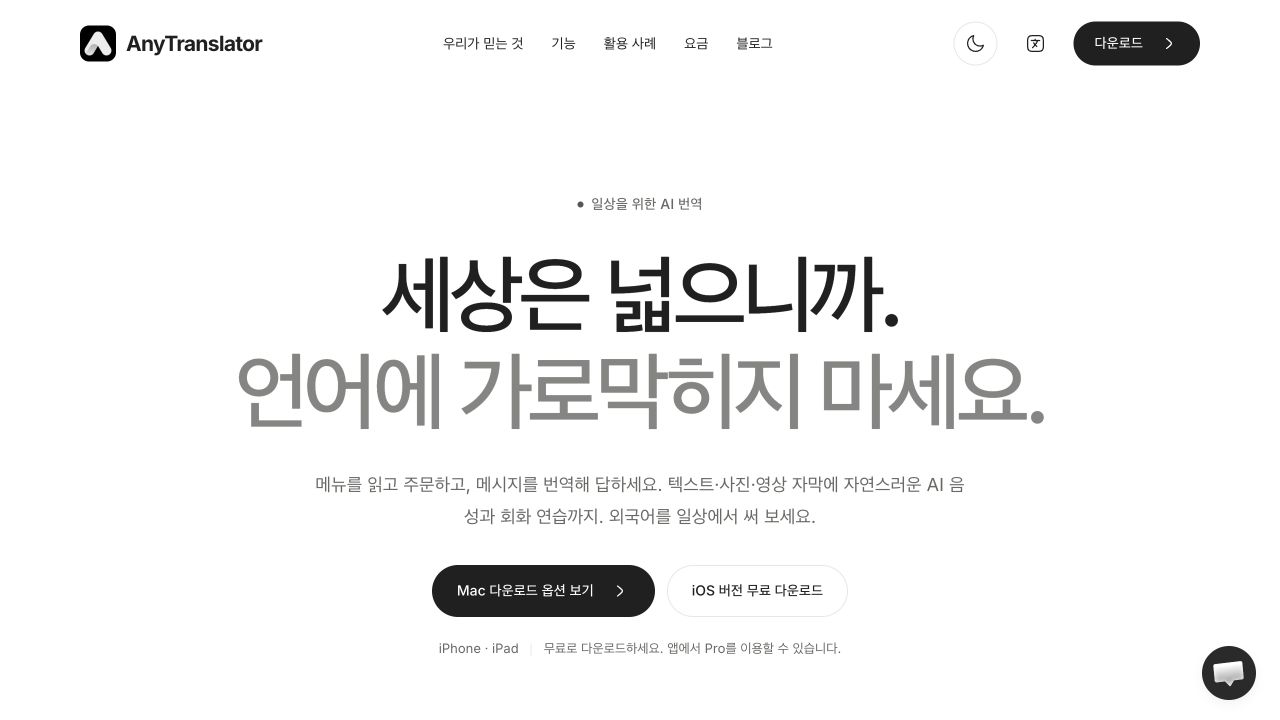 AnyTranslator
우리가 믿는 것
기능
활용 사례
요금
블로그
다운로드
일상을 위한 AI 번역
세상은 넓으니까.
언어에 가로막히지 마세요.
메뉴를 읽고 주문하고, 메시지를 번역해 답하세요. 텍스트·사진·영상 자막에 자연스러운 AI 음
성과 회화 연습까지. 외국어를 일상에서 써 보세요.
Mac 다운로드 옵션 보기
iOS 버전 무료 다운로드
iPhone · iPad
무료로 다운로드하세요. 앱에서 Pro를 이용할 수 있습니다.